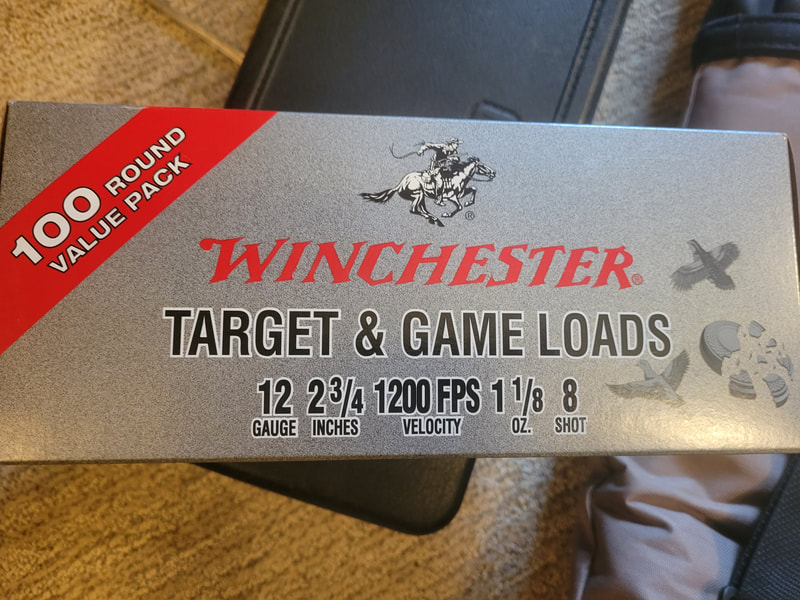 100 ROUND
VALUE PACK
WINCHESTER®
®
TARGET & GAME LOADS
12 2 3/4 1200 FPS 1 1/8 8
GAUGE INCHES VELOCITY OZ. SHOT